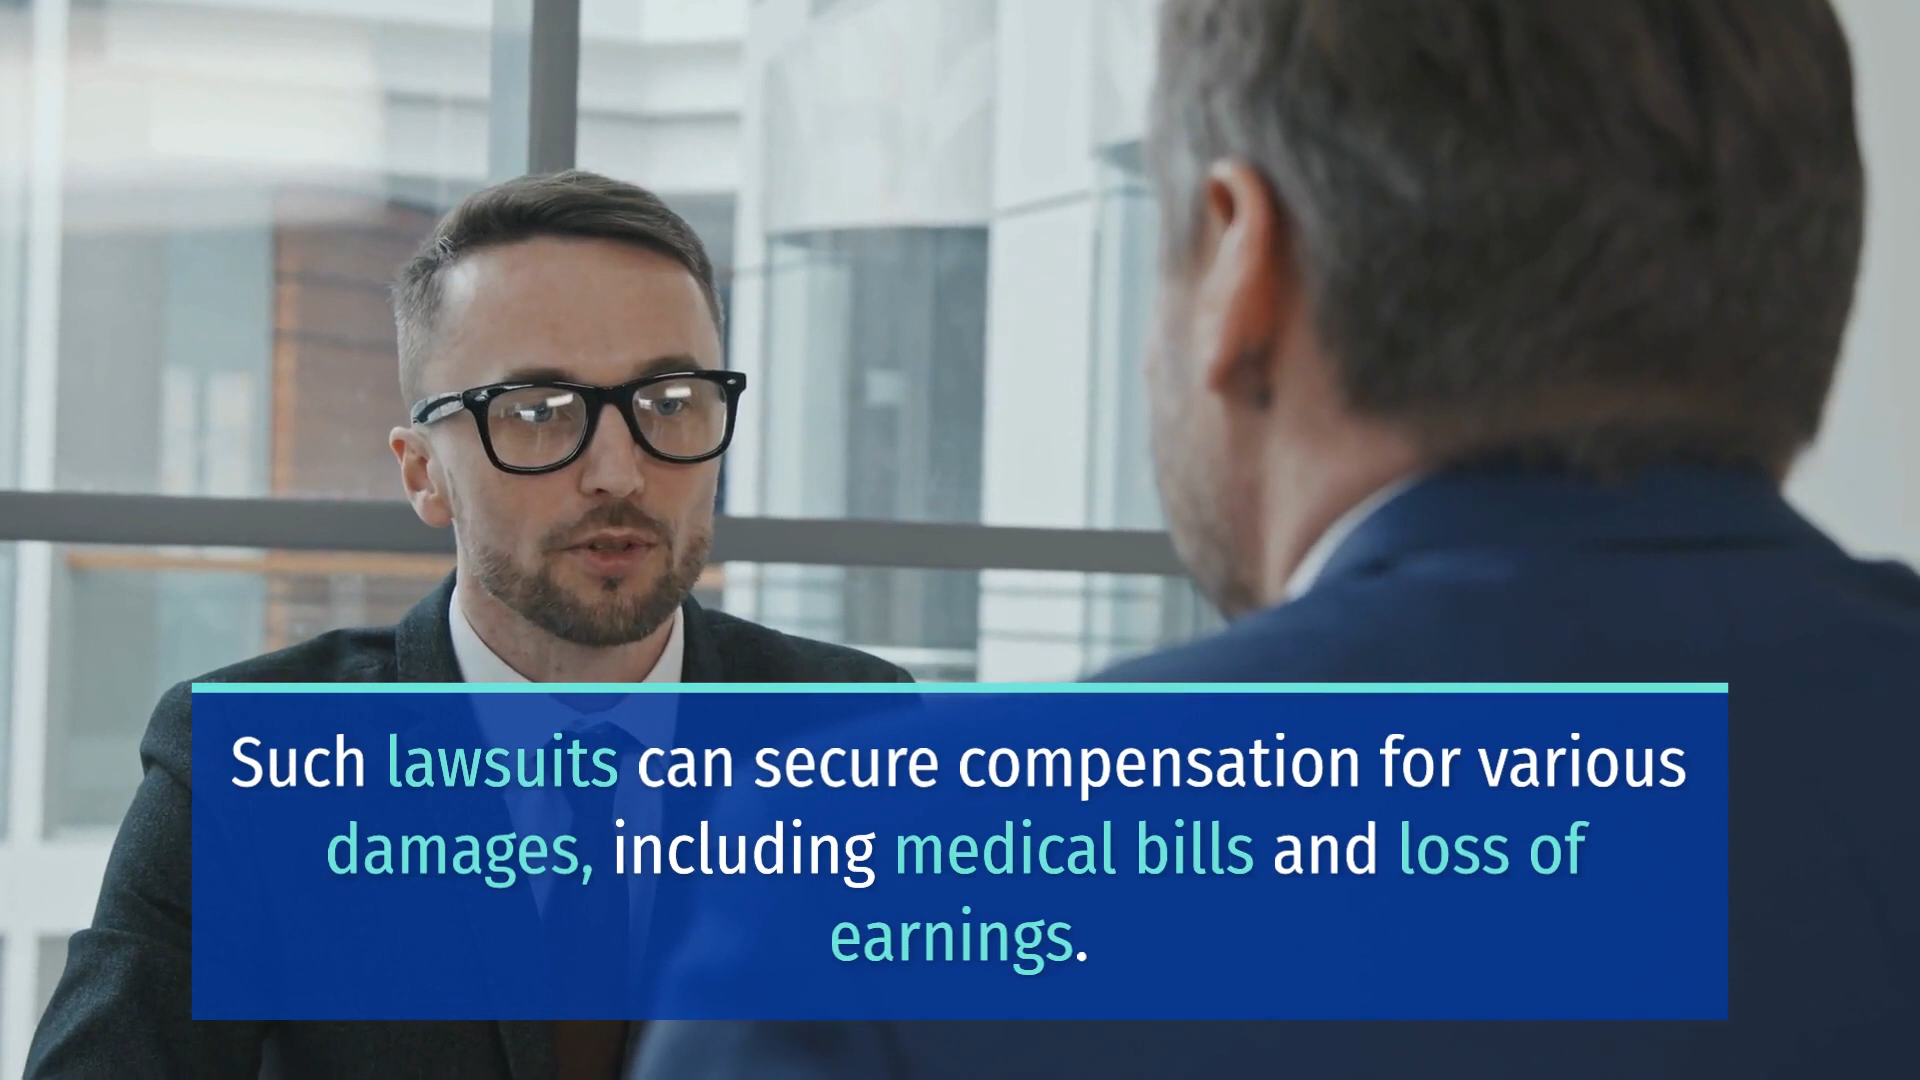 Such lawsuits can secure compensation for various
damages, including medical bills and loss of
earnings.